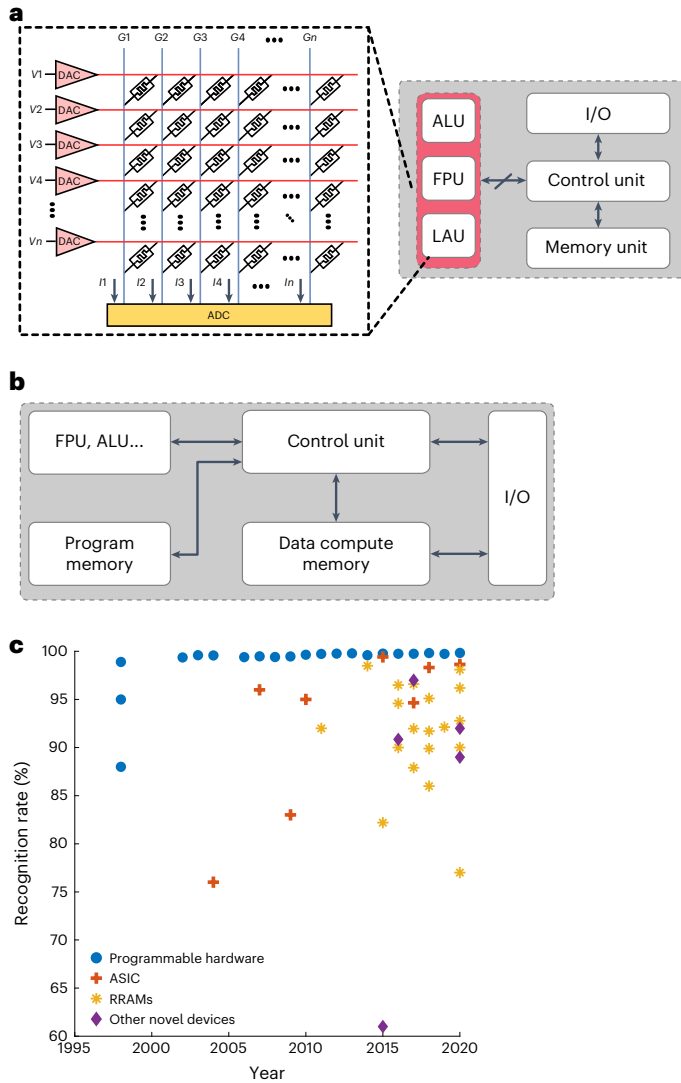 a
G1 G2 G3 G4 ••• Gn
V1 DAC
V2 DAC
V3 DAC
V4 DAC
Vn DAC
I1 I2 I3 I4 ••• In
ADC
ALU
FPU
LAU
I/O
Control unit
Memory unit
b
FPU, ALU...
Control unit
I/O
Program
memory
Data compute
memory
c
Recognition rate (%)
100
95
90
85
80
75
70
65
60
Programmable hardware
ASIC
RRAMs
Other novel devices
1995 2000 2005 2010 2015 2020
Year